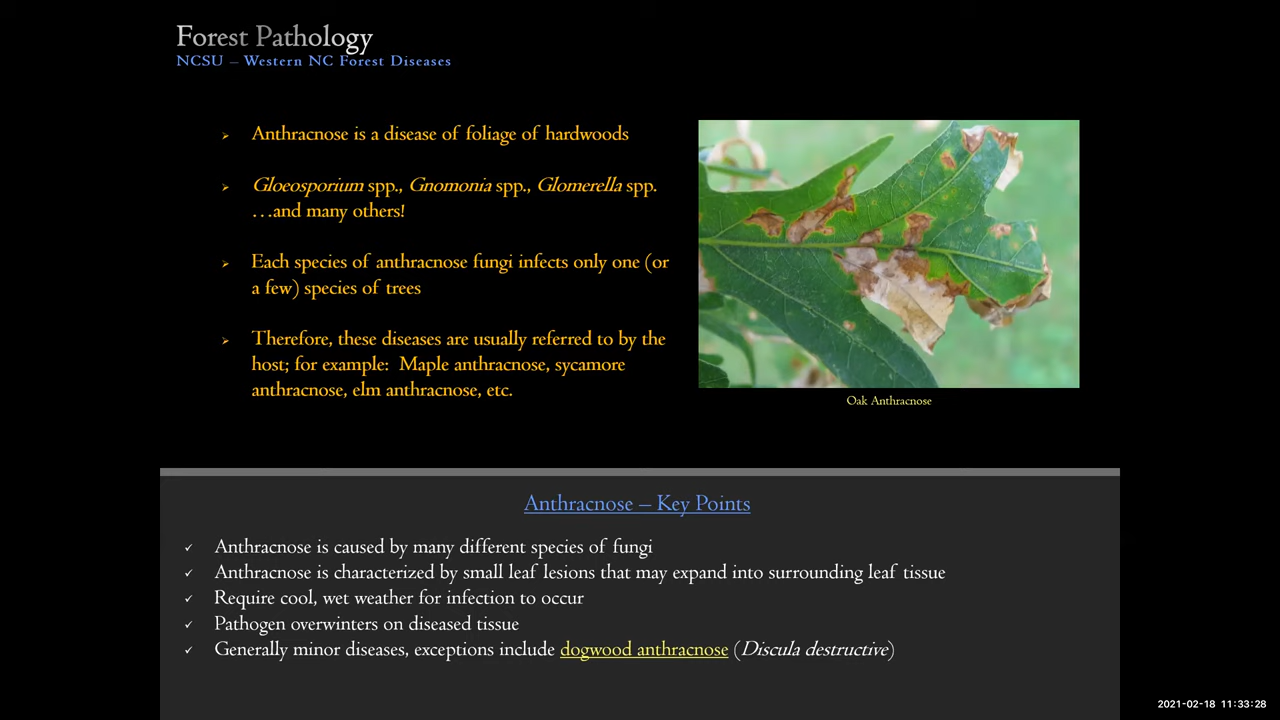 Forest Pathology
NCSU – Western NC Forest Diseases
➢ Anthracnose is a disease of foliage of hardwoods
➢ Gloeosporium spp., Gnomonia spp., Glomerella spp.
…and many others!
➢ Each species of anthracnose fungi infects only one (or
a few) species of trees
➢ Therefore, these diseases are usually referred to by the
host; for example: Maple anthracnose, sycamore
anthracnose, elm anthracnose, etc.
Oak Anthracnose
Anthracnose – Key Points
✓ Anthracnose is caused by many different species of fungi
✓ Anthracnose is characterized by small leaf lesions that may expand into surrounding leaf tissue
✓ Require cool, wet weather for infection to occur
✓ Pathogen overwinters on diseased tissue
✓ Generally minor diseases, exceptions include dogwood anthracnose (Discula destructive)
2021-02-18 11:33:28